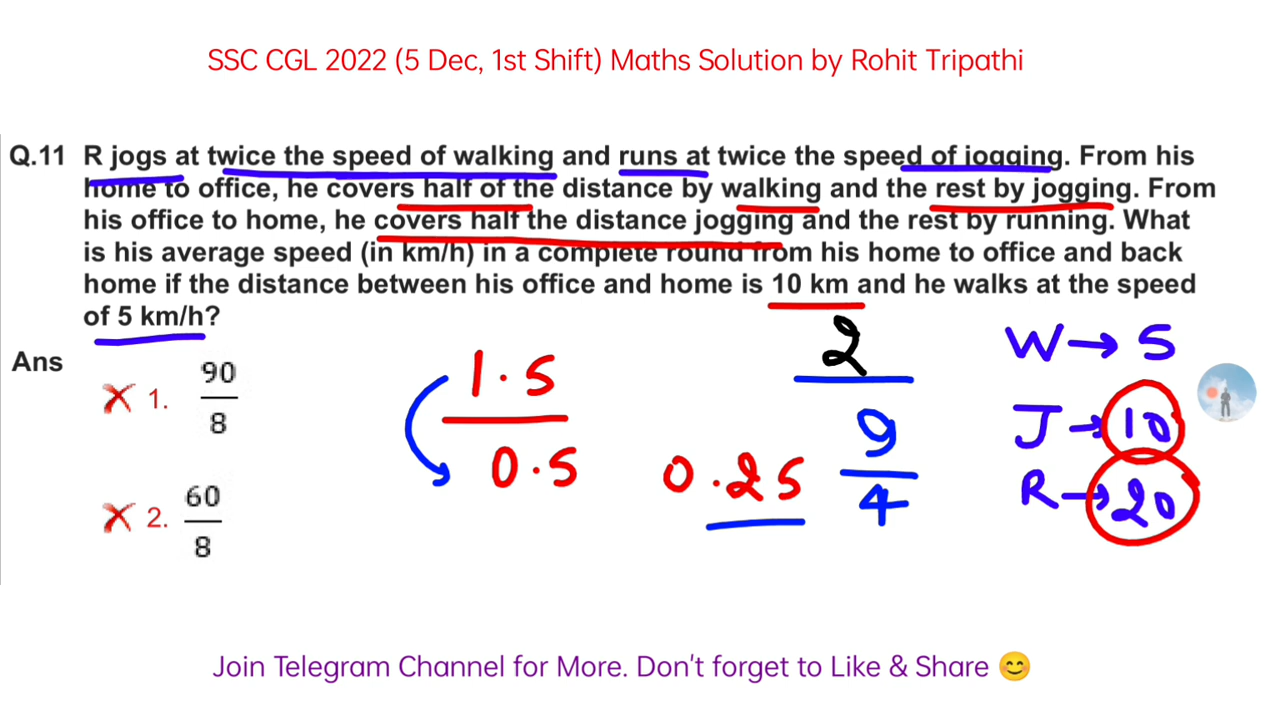 SSC CGL 2022 (5 Dec, 1st Shift) Maths Solution by Rohit Tripathi
Q.11 R jogs at twice the speed of walking and runs at twice the speed of jogging. From his
home to office, he covers half of the distance by walking and the rest by jogging. From
his office to home, he covers half the distance jogging and the rest by running. What
is his average speed (in km/h) in a complete round from his home to office and back
home if the distance between his office and home is 10 km and he walks at the speed
of 5 km/h?
Ans
1. 90/8
2. 60/8
1.5
0.5
0.25
2
9
4
W → 5
J → 10
R → 20
Join Telegram Channel for More. Don't forget to Like & Share 😊